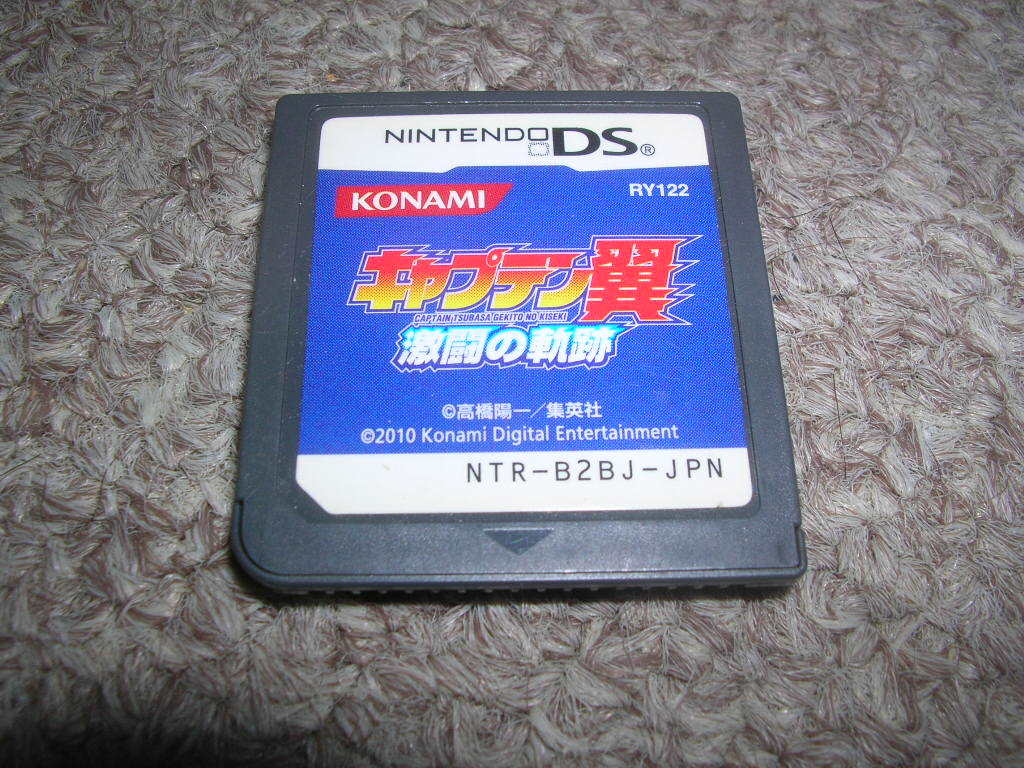 NINTENDO DS®
KONAMI RY122
キャプテン翼
CAPTAIN TSUBASA GEKITO NO KISEKI
激闘の軌跡
©高橋陽一/集英社
©2010 Konami Digital Entertainment
NTR-B2BJ-JPN